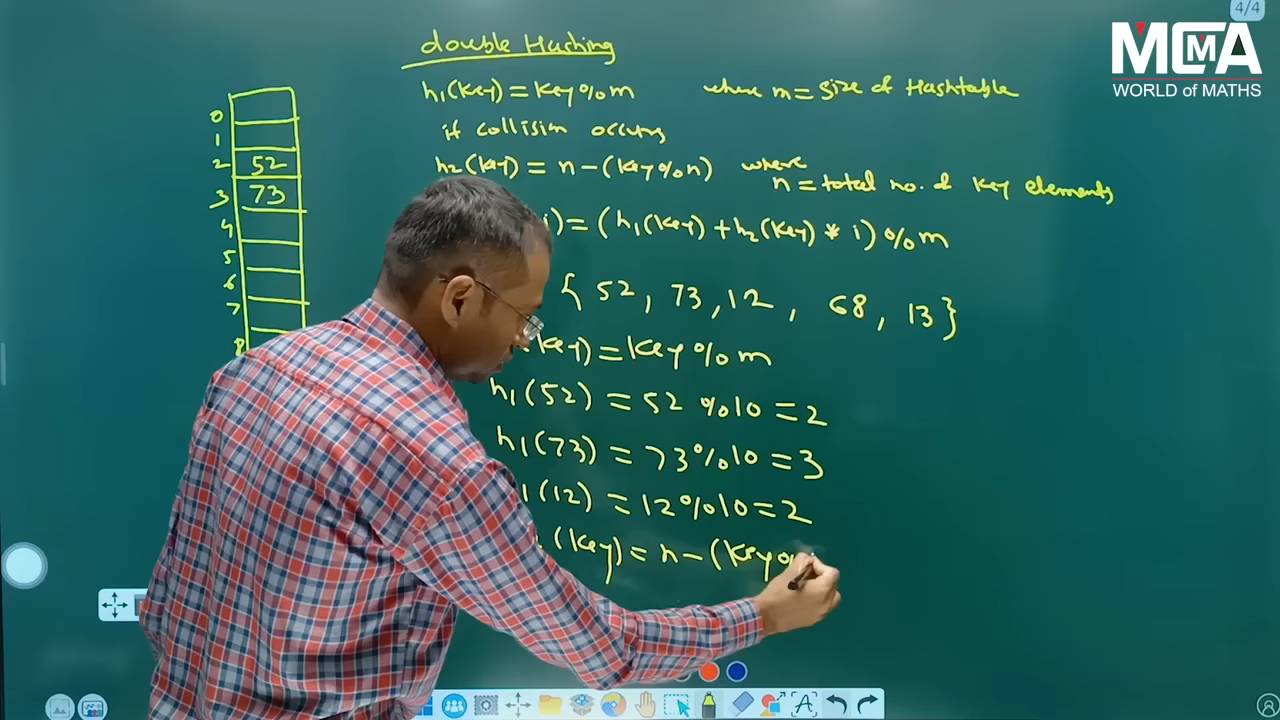 4/4
MCMA
WORLD of MATHS
double Hashing
h₁(Key) = Key % m where m = size of Hashtable
if collision occurs
h₂(Key) = n - (Key % n) where
n = total no. of Key elements
i) = (h₁(Key) + h₂(Key) * i) % m
{ 52, 73, 12, 68, 13 }
(Key) = Key % m
h₁(52) = 52 % 10 = 2
h₁(73) = 73 % 10 = 3
1(12) = 12 % 10 = 2
(Key) = n - (Key %
0
1
2 52
3 73
4
5
6
7
8